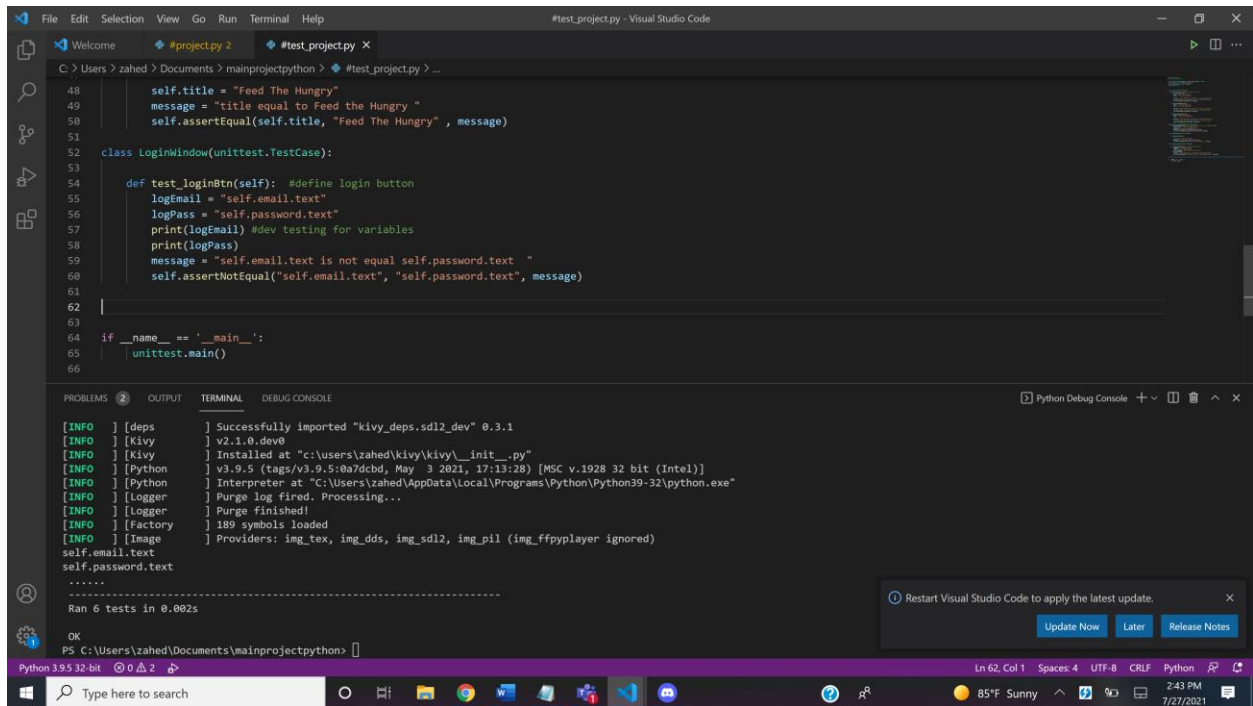 File Edit Selection View Go Run Terminal Help #test_project.py - Visual Studio Code
Welcome #project.py 2 #test_project.py
C: > Users > zahed > Documents > mainprojectpython > #test_project.py > ...
48 self.title = "Feed The Hungry"
49 message = "title equal to Feed the Hungry "
50 self.assertEqual(self.title, "Feed The Hungry" , message)
51
52 class LoginWindow(unittest.TestCase):
53
54 def test_loginBtn(self): #define login button
55 logEmail = "self.email.text"
56 logPass = "self.password.text"
57 print(logEmail) #dev testing for variables
58 print(logPass)
59 message = "self.email.text is not equal self.password.text "
60 self.assertNotEqual("self.email.text", "self.password.text", message)
61
62
63
64 if __name__ == '__main__':
65 unittest.main()
66
PROBLEMS 2 OUTPUT TERMINAL DEBUG CONSOLE Python Debug Console
[INFO ] [deps ] Successfully imported "kivy_deps.sdl2_dev" 0.3.1
[INFO ] [Kivy ] v2.1.0.dev0
[INFO ] [Kivy ] Installed at "c:\users\zahed\kivy\kivy\__init__.py"
[INFO ] [Python ] v3.9.5 (tags/v3.9.5:0a7dcbd, May 3 2021, 17:13:28) [MSC v.1928 32 bit (Intel)]
[INFO ] [Python ] Interpreter at "C:\Users\zahed\AppData\Local\Programs\Python\Python39-32\python.exe"
[INFO ] [Logger ] Purge log fired. Processing...
[INFO ] [Logger ] Purge finished!
[INFO ] [Factory ] 189 symbols loaded
[INFO ] [Image ] Providers: img_tex, img_dds, img_sdl2, img_pil (img_ffpyplayer ignored)
self.email.text
self.password.text
......
----------------------------------------------------------------------
Ran 6 tests in 0.002s
OK
PS C:\Users\zahed\Documents\mainprojectpython>
Restart Visual Studio Code to apply the latest update.
Update Now Later Release Notes
Python 3.9.5 32-bit 0 2 Ln 62, Col 1 Spaces: 4 UTF-8 CRLF Python
Type here to search 85°F Sunny 2:43 PM
7/27/2021